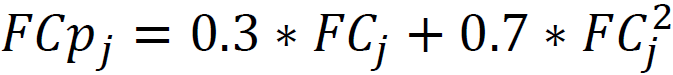 FCp_j = 0.3 * FC_j + 0.7 * FC_j^2